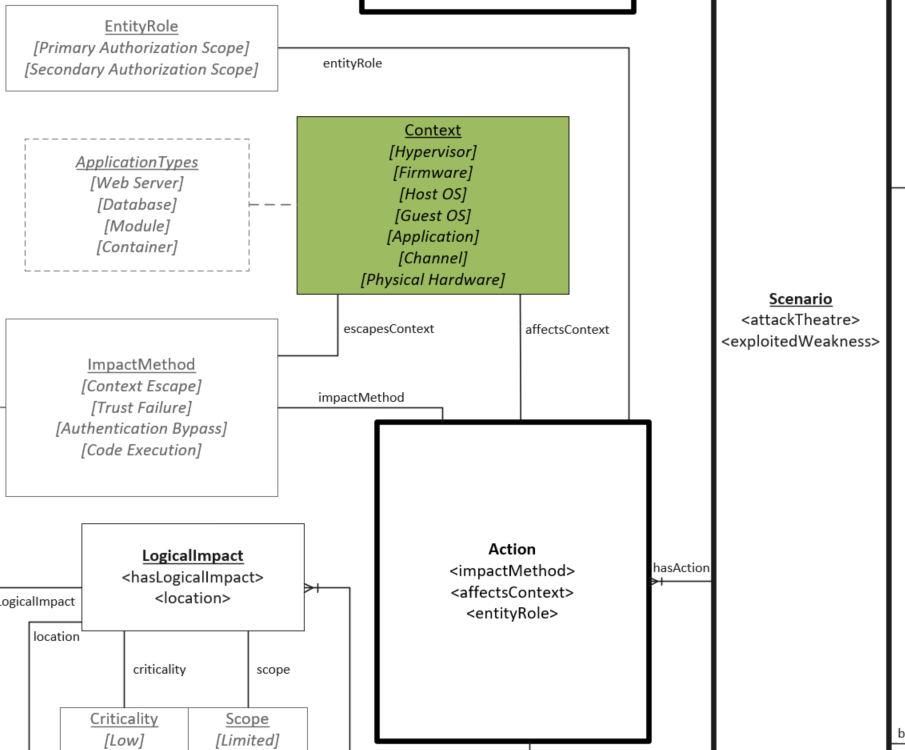 EntityRole
[Primary Authorization Scope]
[Secondary Authorization Scope]
entityRole
Context
[Hypervisor]
[Firmware]
[Host OS]
[Guest OS]
[Application]
[Channel]
[Physical Hardware]
ApplicationTypes
[Web Server]
[Database]
[Module]
[Container]
Scenario
<attackTheatre>
<exploitedWeakness>
escapesContext
affectsContext
ImpactMethod
[Context Escape]
[Trust Failure]
[Authentication Bypass]
[Code Execution]
impactMethod
Action
<impactMethod>
<affectsContext>
<entityRole>
hasAction
LogicalImpact
<hasLogicalImpact>
<location>
LogicalImpact
location
criticality
scope
Criticality
[Low]
Scope
[Limited]
b